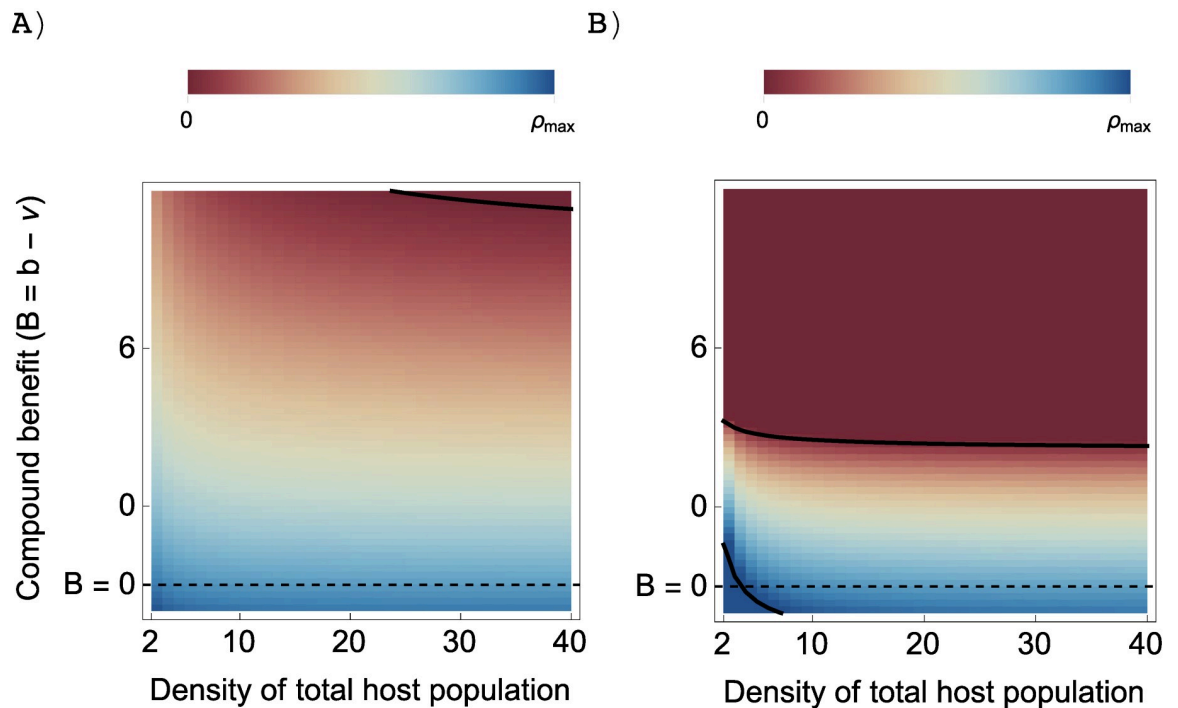 A)
0
ρmax
Compound benefit (B = b − v)
6
0
B = 0
2
10
20
30
40
Density of total host population
B)
0
ρmax
6
0
B = 0
2
10
20
30
40
Density of total host population